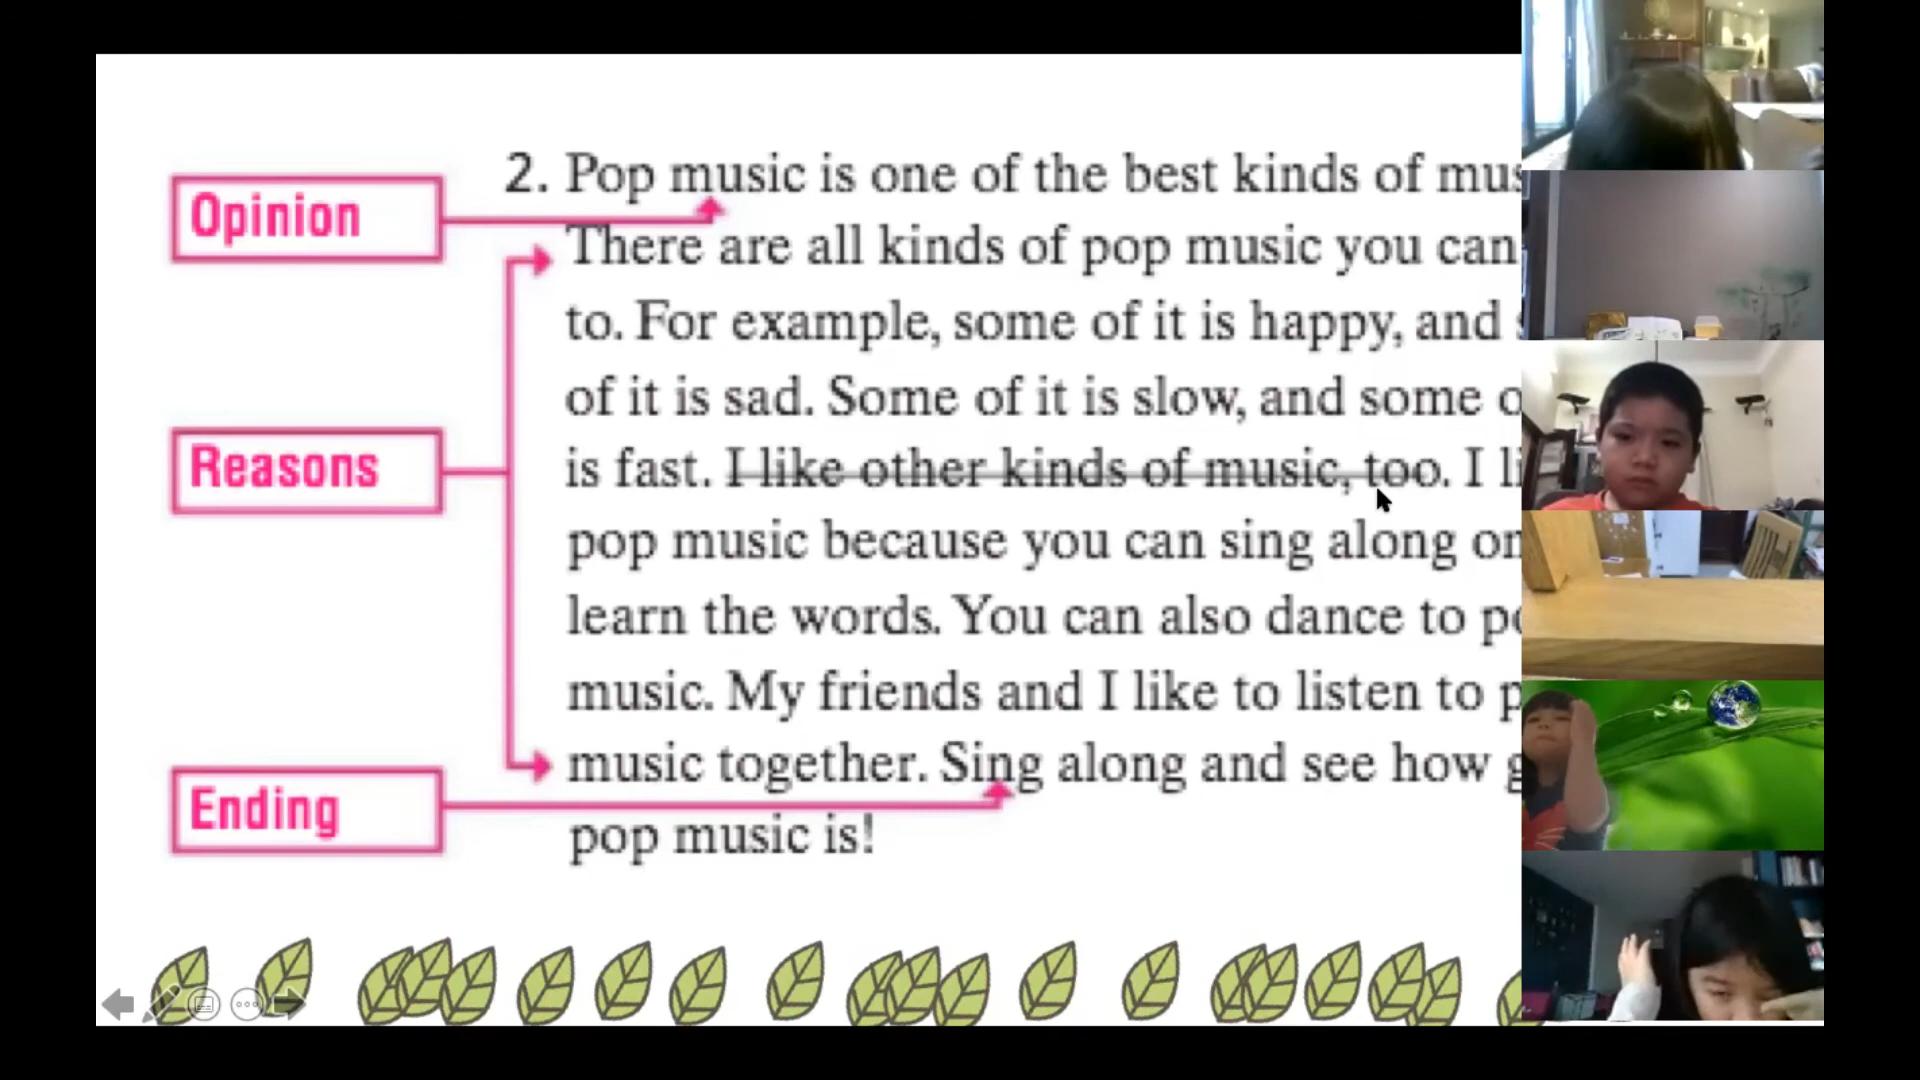 Opinion
Reasons
Ending
2. Pop music is one of the best kinds of
There are all kinds of pop music you can
to. For example, some of it is happy, and
of it is sad. Some of it is slow, and some
is fast. I like other kinds of music, too. I
pop music because you can sing along
learn the words. You can also dance to
music. My friends and I like to listen to
music together. Sing along and see how
pop music is!